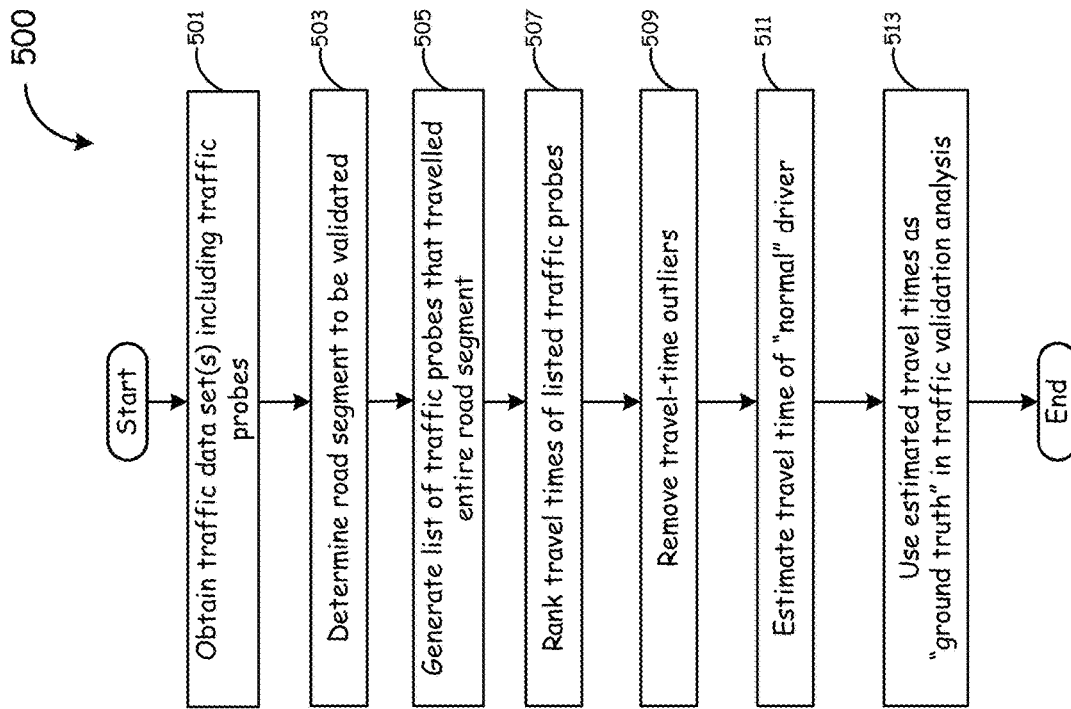 500
Start
Obtain traffic data set(s) including traffic
probes
501
Determine road segment to be validated
503
Generate list of traffic probes that travelled
entire road segment
505
Rank travel times of listed traffic probes
507
Remove travel-time outliers
509
Estimate travel time of “normal” driver
511
Use estimated travel times as
“ground truth” in traffic validation analysis
513
End